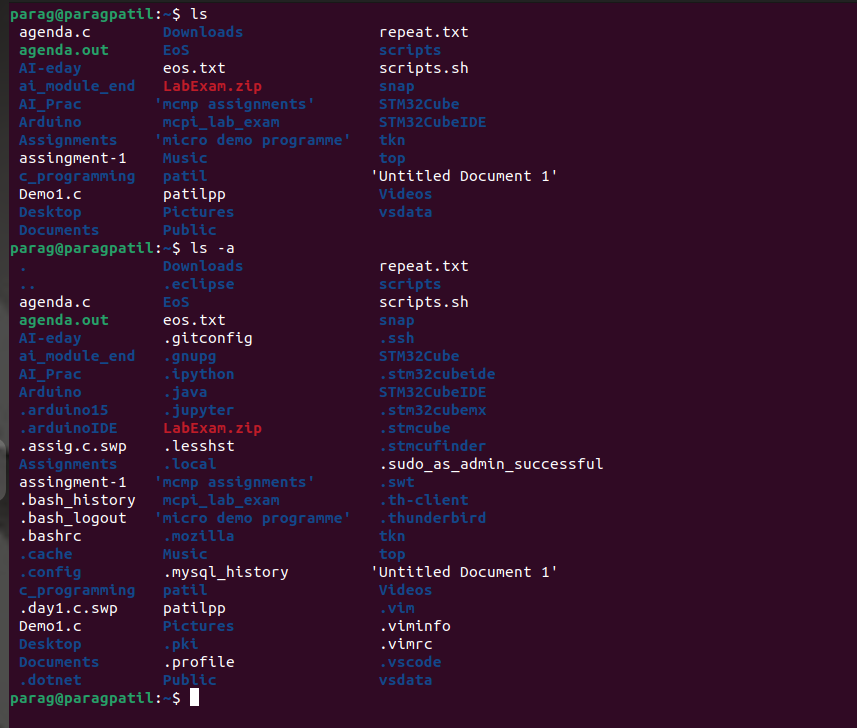 parag@paragpatil:~$ ls
agenda.c Downloads repeat.txt
agenda.out EoS scripts
AI-eday eos.txt scripts.sh
ai_module_end LabExam.zip snap
AI_Prac 'mcmp assignments' STM32Cube
Arduino mcpi_lab_exam STM32CubeIDE
Assignments 'micro demo programme' tkn
assingment-1 Music top
c_programming patil 'Untitled Document 1'
Demo1.c patilpp Videos
Desktop Pictures vsdata
Documents Public
parag@paragpatil:~$ ls -a
. Downloads repeat.txt
.. .eclipse scripts
agenda.c EoS scripts.sh
agenda.out eos.txt snap
AI-eday .gitconfig .ssh
ai_module_end .gnupg STM32Cube
AI_Prac .ipython .stm32cubeide
Arduino .java STM32CubeIDE
.arduino15 .jupyter .stm32cubemx
.arduinoIDE LabExam.zip .stmcube
.assig.c.swp .lesshst .stmcufinder
Assignments .local .sudo_as_admin_successful
assingment-1 'mcmp assignments' .swt
.bash_history mcpi_lab_exam .th-client
.bash_logout 'micro demo programme' .thunderbird
.bashrc .mozilla tkn
.cache Music top
.config .mysql_history 'Untitled Document 1'
c_programming patil Videos
.day1.c.swp patilpp .vim
Demo1.c Pictures .viminfo
Desktop .pki .vimrc
Documents .profile .vscode
.dotnet Public vsdata
parag@paragpatil:~$